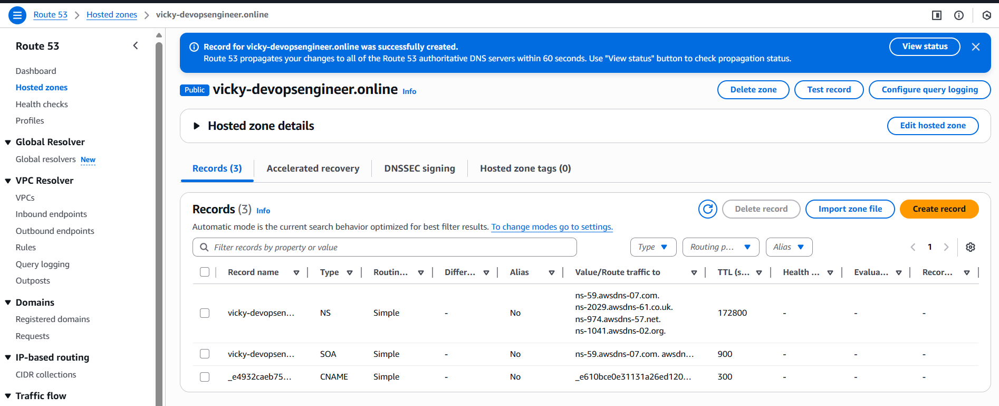 Route 53 > Hosted zones > vicky-devopsengineer.online
Route 53
Dashboard
Hosted zones
Health checks
Profiles
Global Resolver
Global resolvers New
VPC Resolver
VPCs
Inbound endpoints
Outbound endpoints
Rules
Query logging
Outposts
Domains
Registered domains
Requests
IP-based routing
CIDR collections
Traffic flow
Record for vicky-devopsengineer.online was successfully created.
Route 53 propagates your changes to all of the Route 53 authoritative DNS servers within 60 seconds. Use "View status" button to check propagation status.
View status
Public vicky-devopsengineer.online Info
Delete zone Test record Configure query logging
Hosted zone details
Edit hosted zone
Records (3) Accelerated recovery DNSSEC signing Hosted zone tags (0)
Records (3) Info
Delete record Import zone file Create record
Automatic mode is the current search behavior optimized for best filter results. To change modes go to settings.
Filter records by property or value Type Routing p... Alias 1
Record name Type Routin... Differ... Alias Value/Route traffic to TTL (s... Health ... Evalua... Recor...
vicky-devopsen... NS Simple - No ns-59.awsdns-07.com.
ns-2029.awsdns-61.co.uk.
ns-974.awsdns-57.net.
ns-1041.awsdns-02.org. 172800 - - -
vicky-devopsen... SOA Simple - No ns-59.awsdns-07.com. awsdn... 900 - - -
_e4932caeb75... CNAME Simple - No _e610bce0e31131a26ed120... 300 - - -